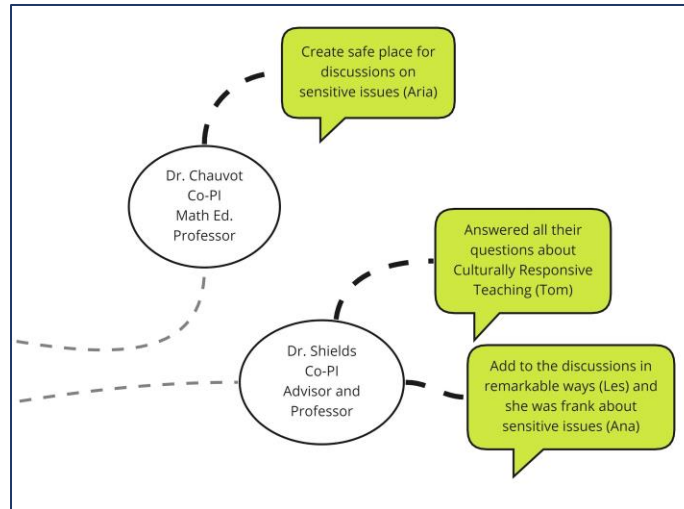 Create safe place for
discussions on
sensitive issues (Aria)
Dr. Chauvot
Co-PI
Math Ed.
Professor
Answered all their
questions about
Culturally Responsive
Teaching (Tom)
Dr. Shields
Co-PI
Advisor and
Professor
Add to the discussions in
remarkable ways (Les) and
she was frank about
sensitive issues (Ana)